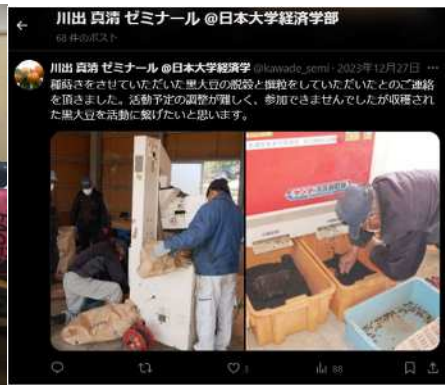 川出 真清 ゼミナール @日本大学経済学部
68 件のポスト
川出 真清 ゼミナール @日本大学経済学 @kawade_semi · 2023年12月27日
種蒔きをさせていただいた黒大豆の脱穀と撰粒をしていただいたとのご連絡
を頂きました。活動予定の調整が難しく、参加できませんでしたが収穫され
た黒大豆を活動に繋げたいと思います。
1
88